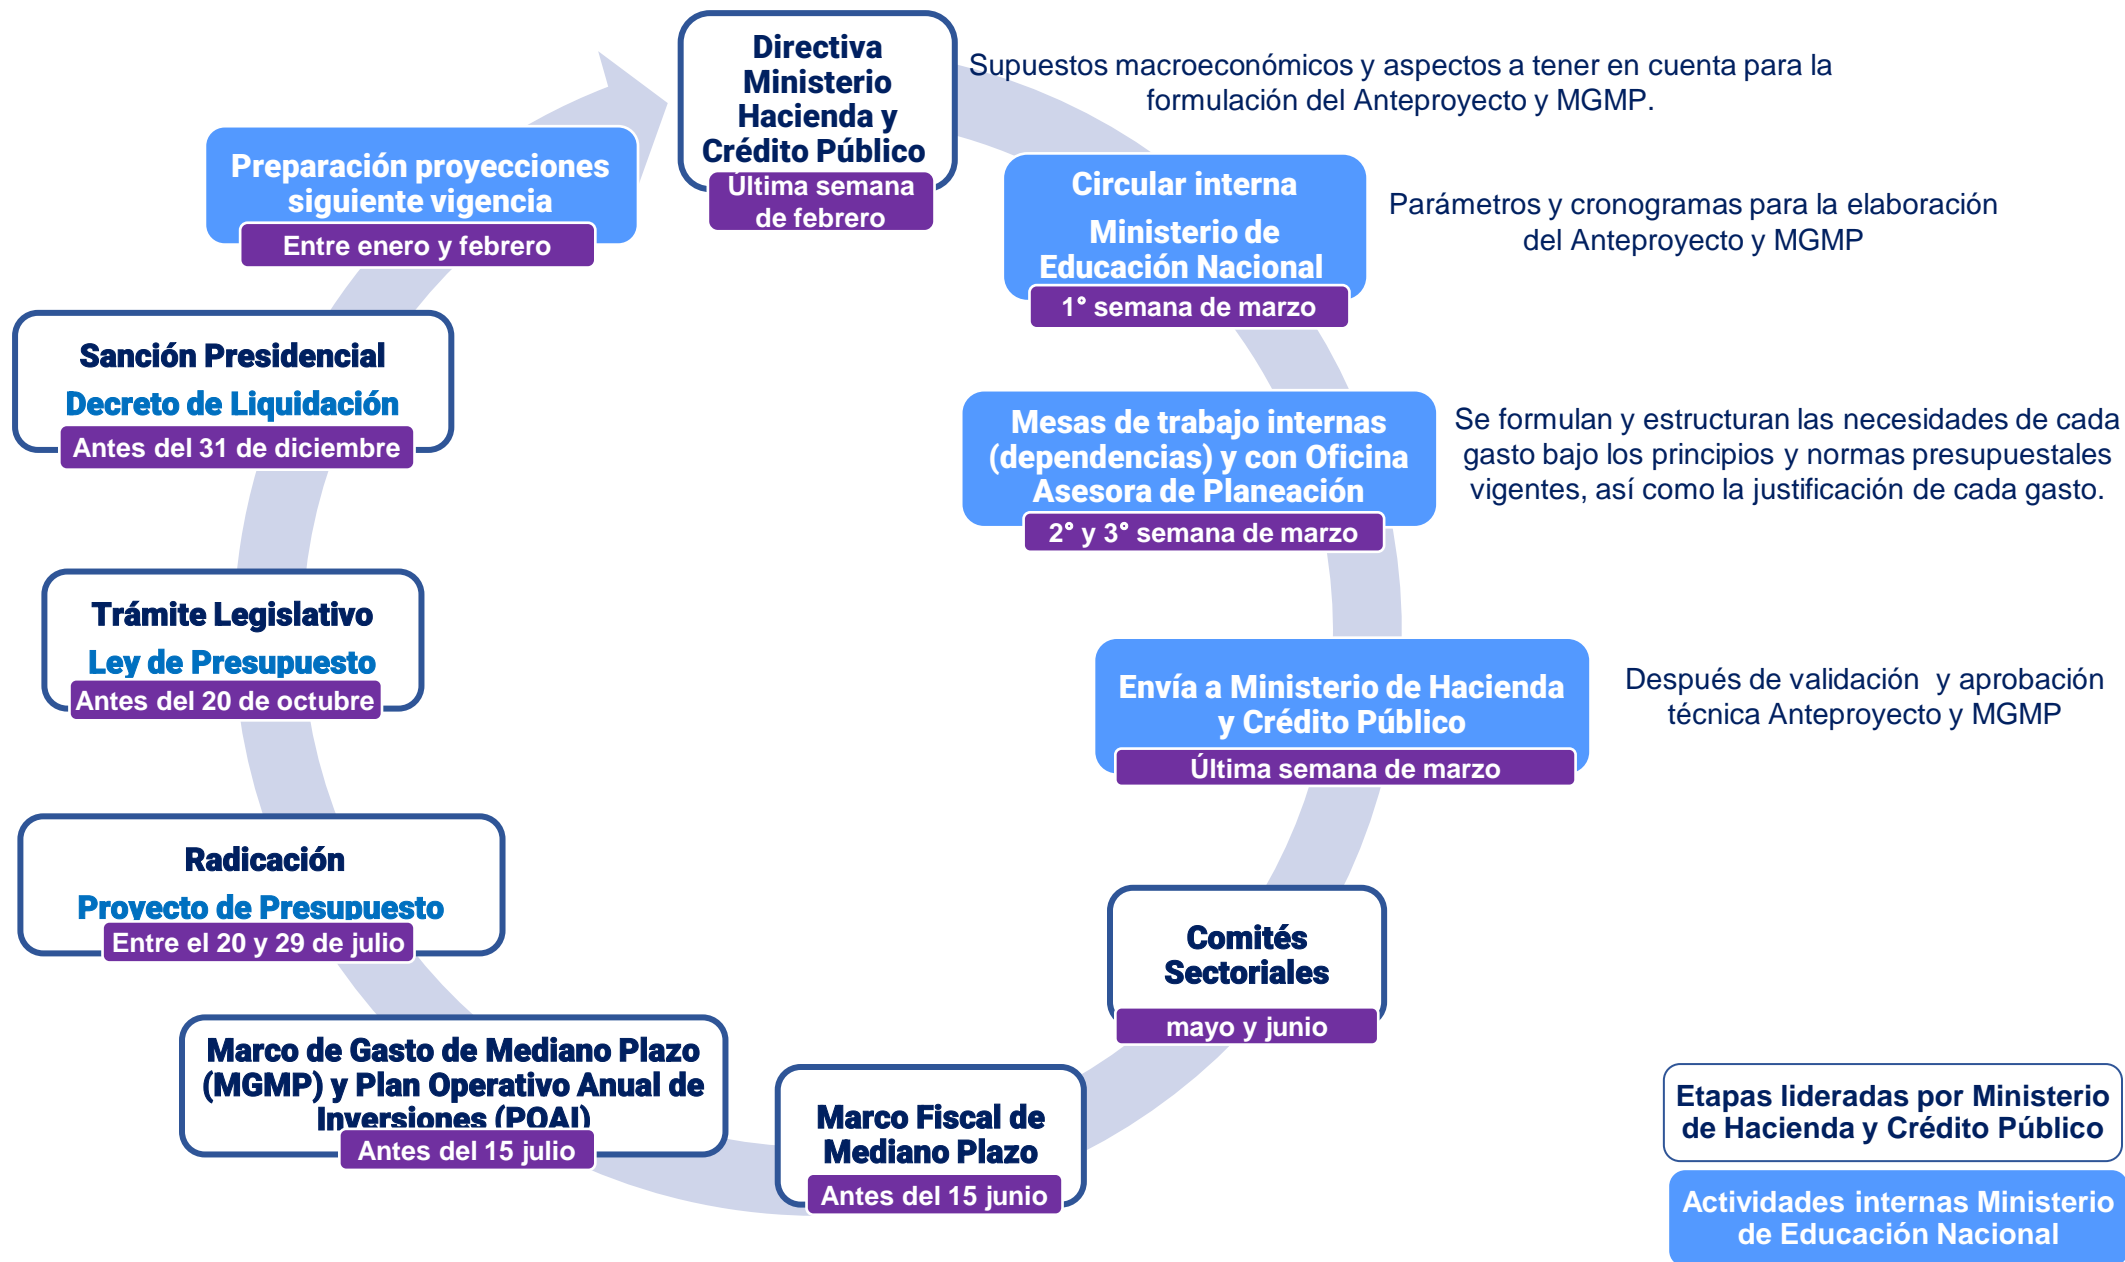 Directiva
Ministerio
Hacienda y
Crédito Público
Última semana
de febrero
Supuestos macroeconómicos y aspectos a tener en cuenta para la
formulación del Anteproyecto y MGMP.
Circular interna
Ministerio de
Educación Nacional
1° semana de marzo
Parámetros y cronogramas para la elaboración
del Anteproyecto y MGMP
Mesas de trabajo internas
(dependencias) y con Oficina
Asesora de Planeación
2° y 3° semana de marzo
Se formulan y estructuran las necesidades de cada
gasto bajo los principios y normas presupuestales
vigentes, así como la justificación de cada gasto.
Envía a Ministerio de Hacienda
y Crédito Público
Última semana de marzo
Después de validación y aprobación
técnica Anteproyecto y MGMP
Comités
Sectoriales
mayo y junio
Marco Fiscal de
Mediano Plazo
Antes del 15 junio
Marco de Gasto de Mediano Plazo
(MGMP) y Plan Operativo Anual de
Inversiones (POAI)
Antes del 15 julio
Radicación
Proyecto de Presupuesto
Entre el 20 y 29 de julio
Trámite Legislativo
Ley de Presupuesto
Antes del 20 de octubre
Sanción Presidencial
Decreto de Liquidación
Antes del 31 de diciembre
Preparación proyecciones
siguiente vigencia
Entre enero y febrero
Etapas lideradas por Ministerio
de Hacienda y Crédito Público
Actividades internas Ministerio
de Educación Nacional